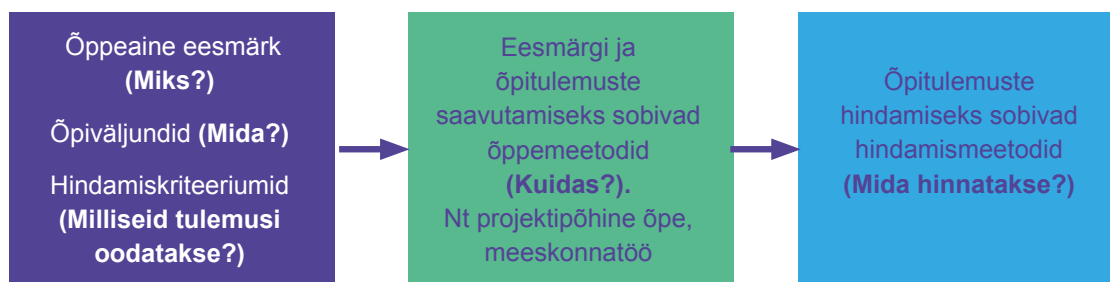 Õppeaine eesmärk
(Miks?)
Õpiväljundid (Mida?)
Hindamiskriteeriumid
(Milliseid tulemusi
oodatakse?)
Eesmärgi ja
õpitulemuste
saavutamiseks sobivad
õppemeetodid
(Kuidas?).
Nt projektipõhine õpe,
meeskonnatöö
Õpitulemuste
hindamiseks sobivad
hindamismeetodid
(Mida hinnatakse?)